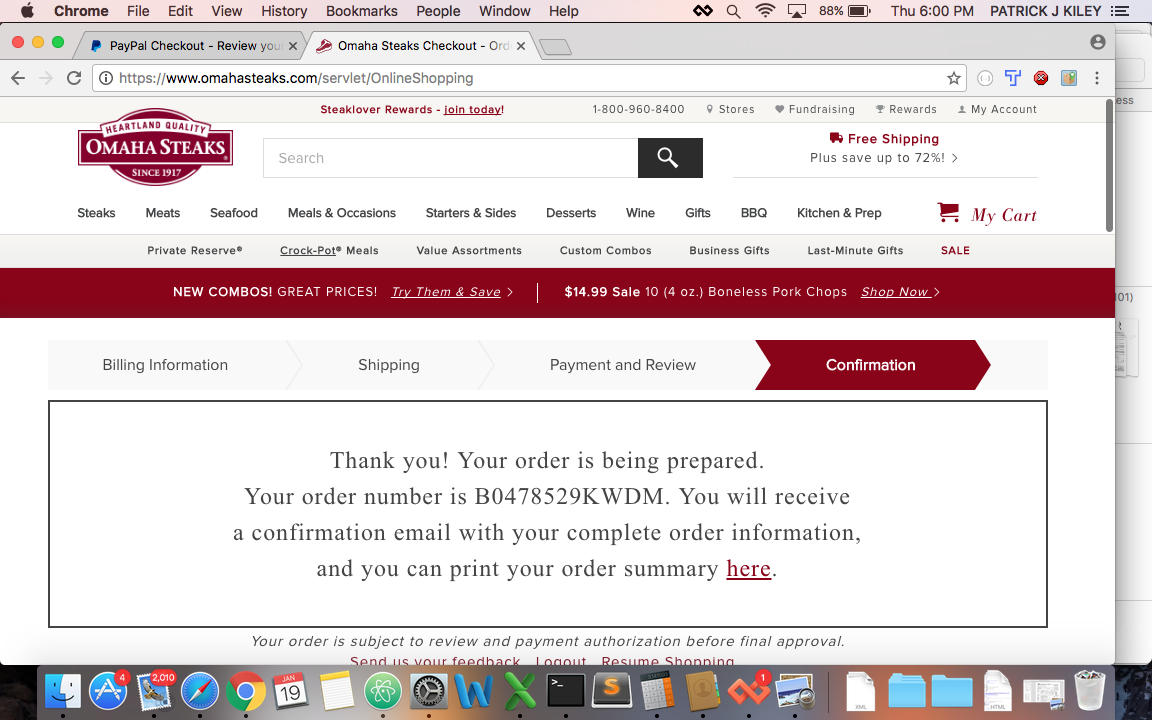 Chrome File Edit View History Bookmarks People Window Help 88% Thu 6:00 PM PATRICK J KILEY
PayPal Checkout - Review your
Omaha Steaks Checkout - Ord
https://www.omahasteaks.com/servlet/OnlineShopping
Steaklover Rewards - join today! 1-800-960-8400 Stores Fundraising Rewards My Account
HEARTLAND QUALITY
OMAHA STEAKS
SINCE 1917
Search
Free Shipping
Plus save up to 72%! >
Steaks Meats Seafood Meals & Occasions Starters & Sides Desserts Wine Gifts BBQ Kitchen & Prep My Cart
Private Reserve® Crock-Pot® Meals Value Assortments Custom Combos Business Gifts Last-Minute Gifts SALE
NEW COMBOS! GREAT PRICES! Try Them & Save > $14.99 Sale 10 (4 oz.) Boneless Pork Chops Shop Now >
Billing Information Shipping Payment and Review Confirmation
Thank you! Your order is being prepared.
Your order number is B0478529KWDM. You will receive
a confirmation email with your complete order information,
and you can print your order summary here.
Your order is subject to review and payment authorization before final approval.
Send us your feedback Logout Resume Shopping
ess
101)
4
2,010
JAN
19
1
XML
HTML